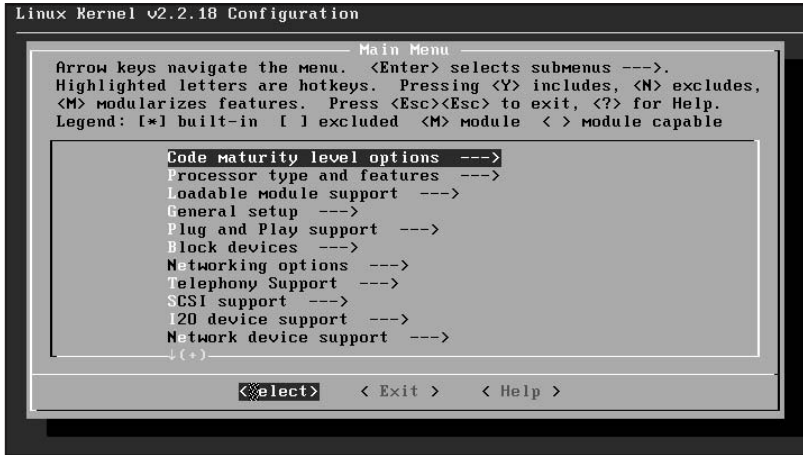 Linux Kernel v2.2.18 Configuration
Main Menu
Arrow keys navigate the menu. <Enter> selects submenus --->.
Highlighted letters are hotkeys. Pressing <Y> includes, <N> excludes,
<M> modularizes features. Press <Esc><Esc> to exit, <?> for Help.
Legend: [*] built-in [ ] excluded <M> module < > module capable
Code maturity level options --->
Processor type and features --->
Loadable module support --->
General setup --->
Plug and Play support --->
Block devices --->
Networking options --->
Telephony Support --->
SCSI support --->
I2O device support --->
Network device support --->
↓(+)
<Select> < Exit > < Help >